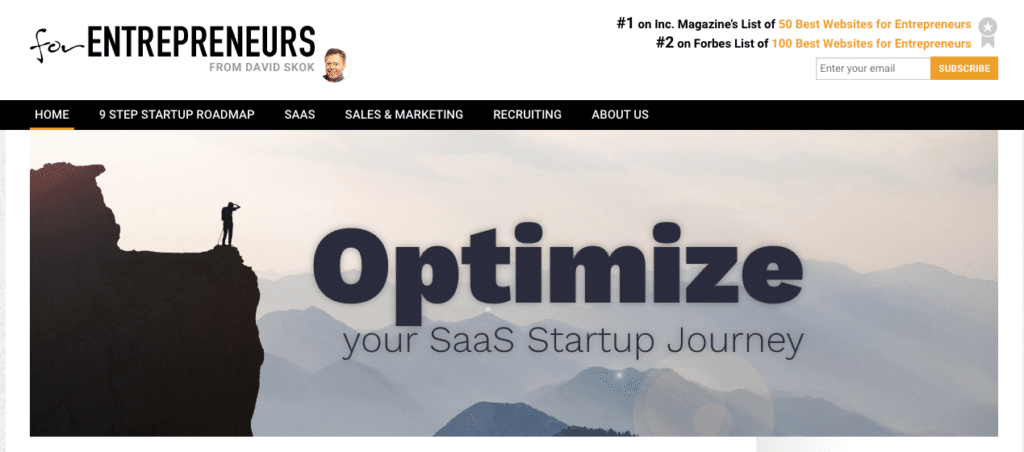 for ENTREPRENEURS
FROM DAVID SKOK
#1 on Inc. Magazine's List of 50 Best Websites for Entrepreneurs
#2 on Forbes List of 100 Best Websites for Entrepreneurs
Enter your email SUBSCRIBE
HOME 9 STEP STARTUP ROADMAP SAAS SALES & MARKETING RECRUITING ABOUT US
Optimize
your SaaS Startup Journey